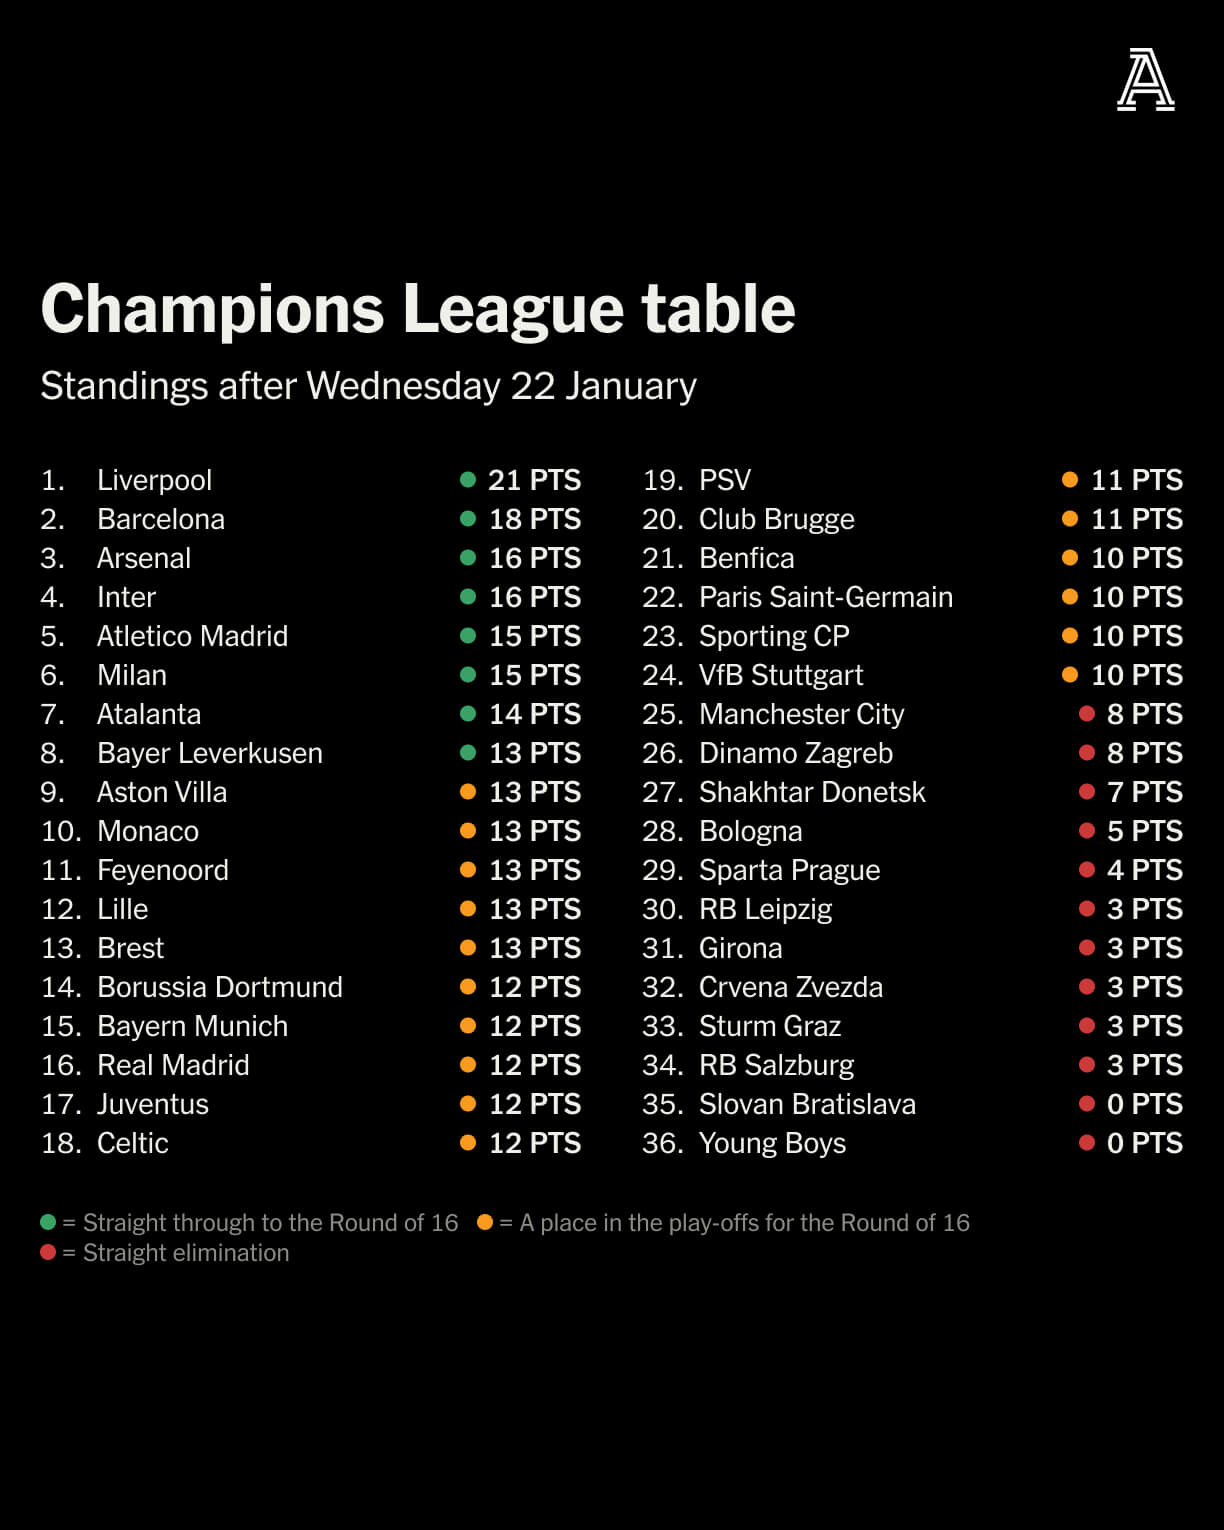 A
Champions League table
Standings after Wednesday 22 January
1. Liverpool 21 PTS
2. Barcelona 18 PTS
3. Arsenal 16 PTS
4. Inter 16 PTS
5. Atletico Madrid 15 PTS
6. Milan 15 PTS
7. Atalanta 14 PTS
8. Bayer Leverkusen 13 PTS
9. Aston Villa 13 PTS
10. Monaco 13 PTS
11. Feyenoord 13 PTS
12. Lille 13 PTS
13. Brest 13 PTS
14. Borussia Dortmund 12 PTS
15. Bayern Munich 12 PTS
16. Real Madrid 12 PTS
17. Juventus 12 PTS
18. Celtic 12 PTS
19. PSV 11 PTS
20. Club Brugge 11 PTS
21. Benfica 10 PTS
22. Paris Saint-Germain 10 PTS
23. Sporting CP 10 PTS
24. VfB Stuttgart 10 PTS
25. Manchester City 8 PTS
26. Dinamo Zagreb 8 PTS
27. Shakhtar Donetsk 7 PTS
28. Bologna 5 PTS
29. Sparta Prague 4 PTS
30. RB Leipzig 3 PTS
31. Girona 3 PTS
32. Crvena Zvezda 3 PTS
33. Sturm Graz 3 PTS
34. RB Salzburg 3 PTS
35. Slovan Bratislava 0 PTS
36. Young Boys 0 PTS
= Straight through to the Round of 16 = A place in the play-offs for the Round of 16
= Straight elimination